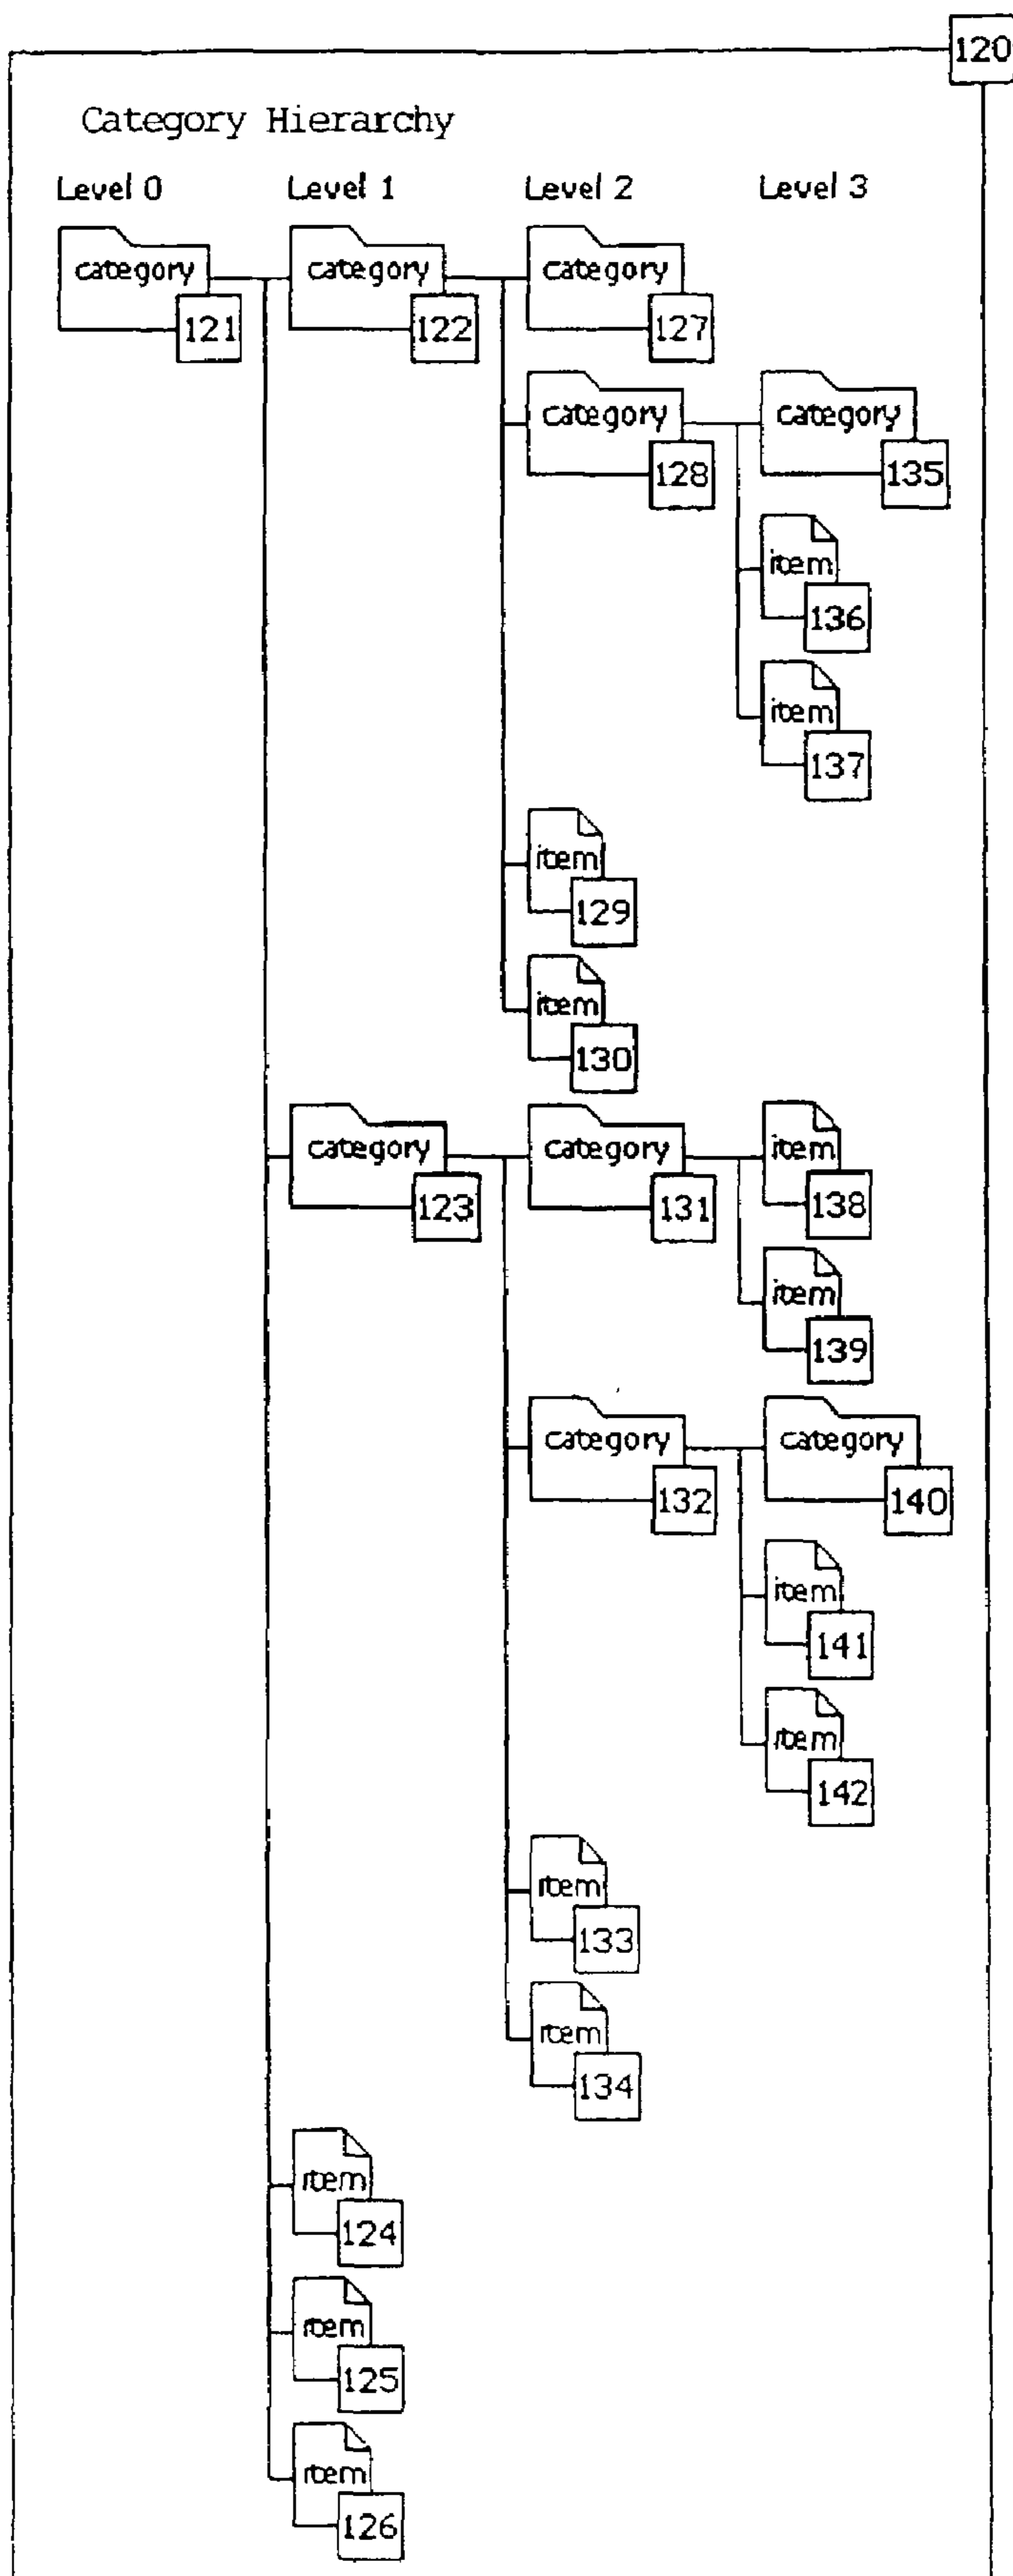 120
Category Hierarchy
Level 0 Level 1 Level 2 Level 3
category category category
121 122 127
category category
128 135
item
136
item
137
item
129
item
130
category category item
123 131 138
item
139
category category
132 140
item
141
item
142
item
133
item
134
item
124
item
125
item
126